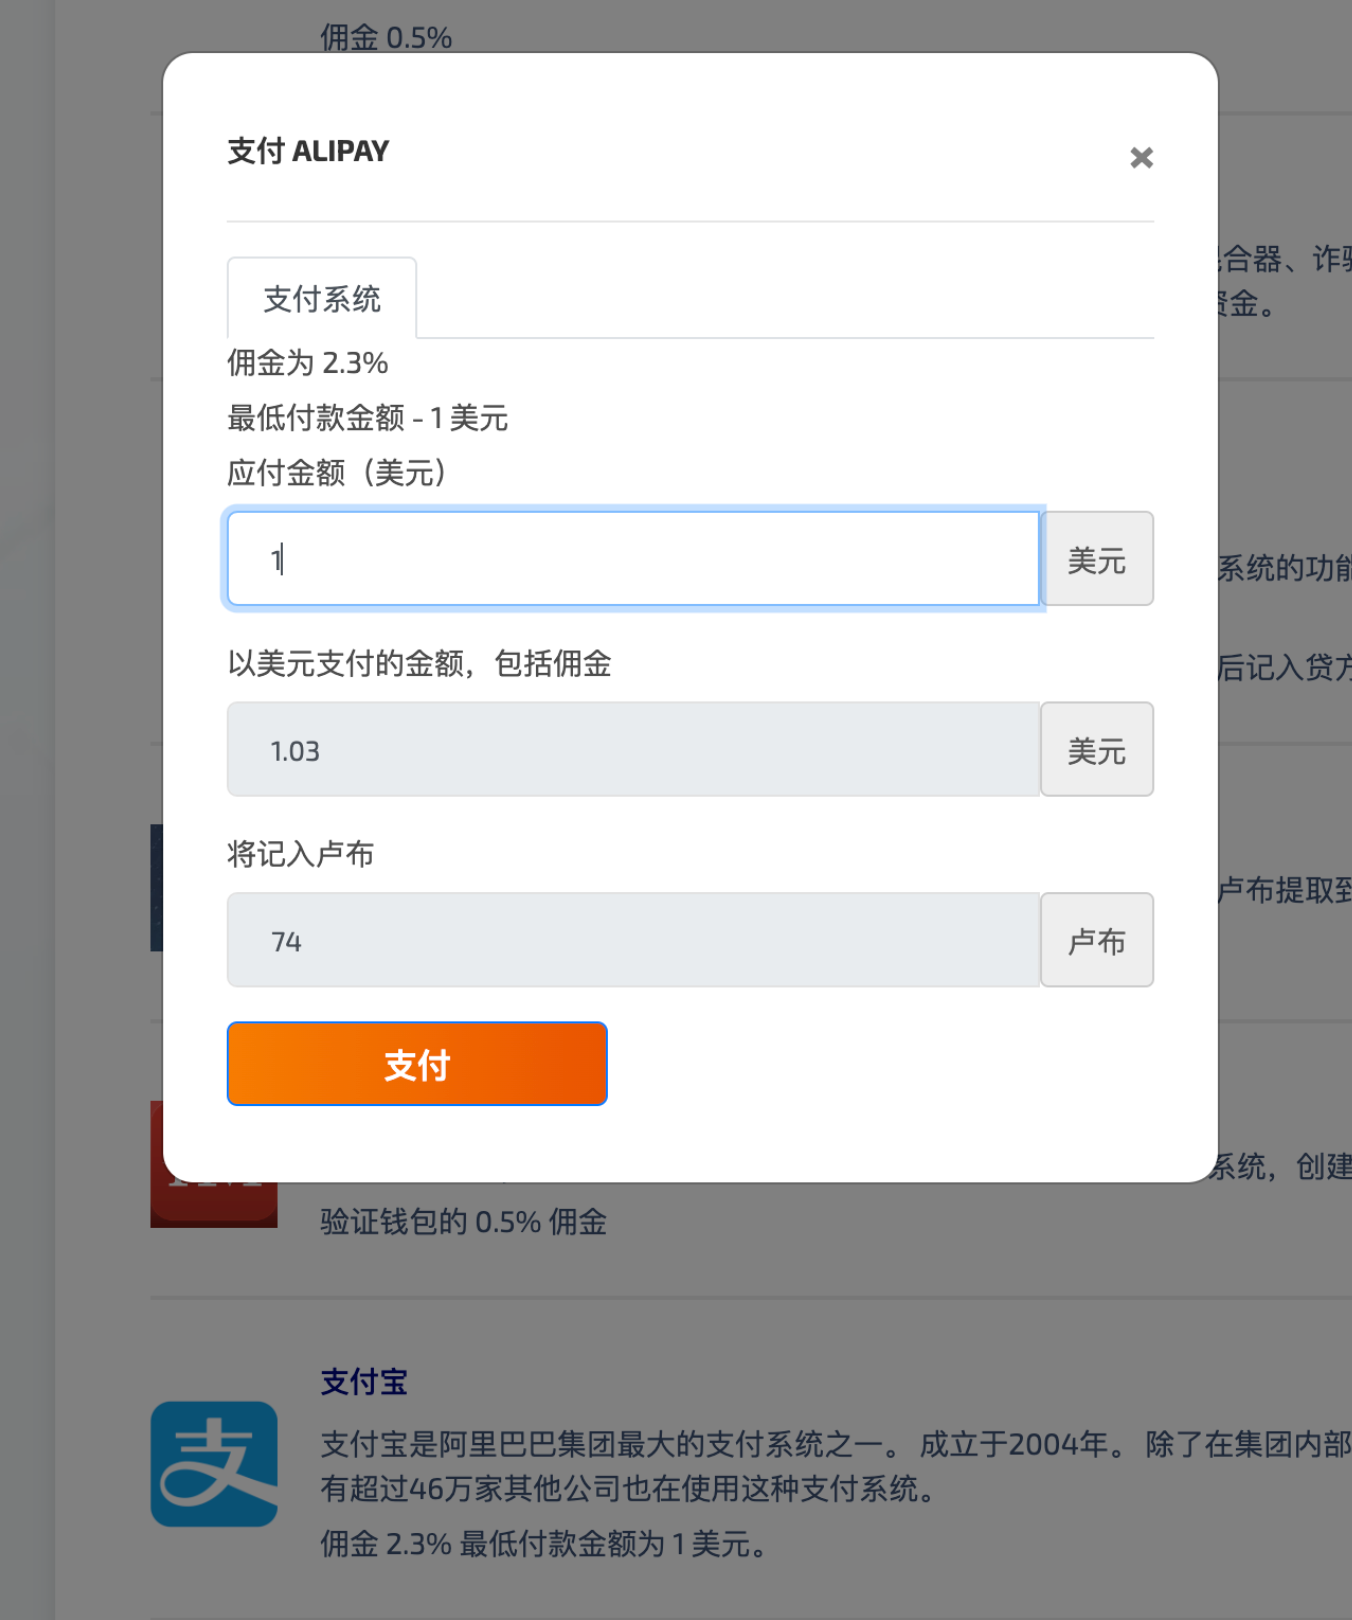 佣金 0.5%
支付 ALIPAY
合器、诈骗
资金。
支付系统
佣金为 2.3%
最低付款金额 - 1 美元
应付金额（美元）
1
美元
系统的功能
以美元支付的金额，包括佣金
后记入贷方
1.03
美元
将记入卢布
卢布提取到
74
卢布
支付
系统，创建
验证钱包的 0.5% 佣金
支付宝
支付宝是阿里巴巴集团最大的支付系统之一。 成立于2004年。 除了在集团内部
有超过46万家其他公司也在使用这种支付系统。
佣金 2.3% 最低付款金额为 1 美元。
支